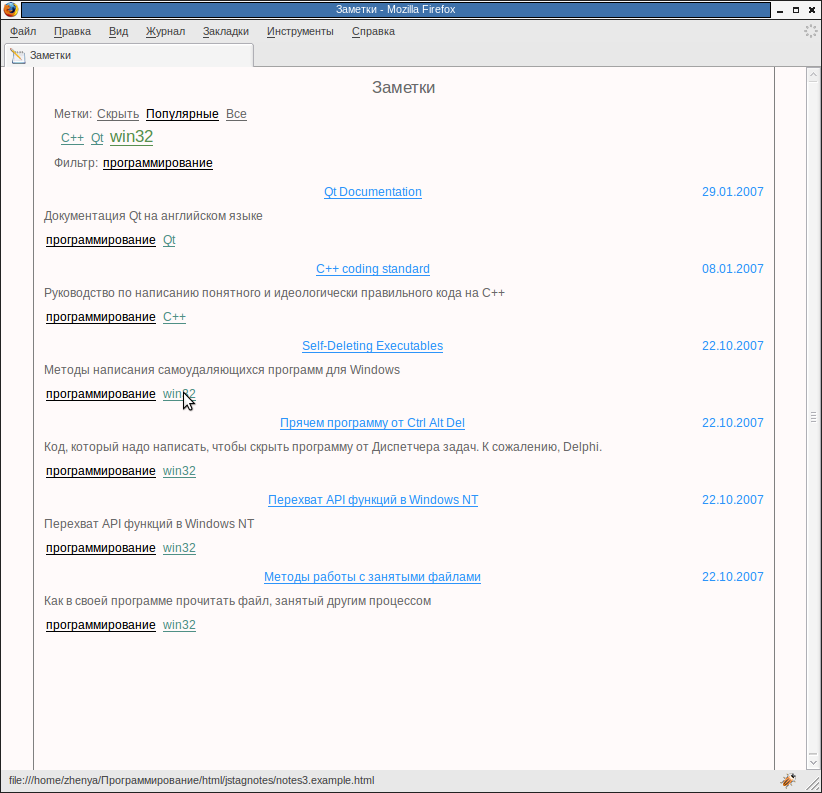 Заметки - Mozilla Firefox
Файл Правка Вид Журнал Закладки Инструменты Справка
Заметки
Заметки
Метки: Скрыть Популярные Все
C++ Qt win32
Фильтр: программирование
Qt Documentation 29.01.2007
Документация Qt на английском языке
программирование Qt
C++ coding standard 08.01.2007
Руководство по написанию понятного и идеологически правильного кода на C++
программирование C++
Self-Deleting Executables 22.10.2007
Методы написания самоудаляющихся программ для Windows
программирование win32
Прячем программу от Ctrl Alt Del 22.10.2007
Код, который надо написать, чтобы скрыть программу от Диспетчера задач. К сожалению, Delphi.
программирование win32
Перехват API функций в Windows NT 22.10.2007
Перехват API функций в Windows NT
программирование win32
Методы работы с занятыми файлами 22.10.2007
Как в своей программе прочитать файл, занятый другим процессом
программирование win32
file:///home/zhenya/Программирование/html/jstagnotes/notes3.example.html